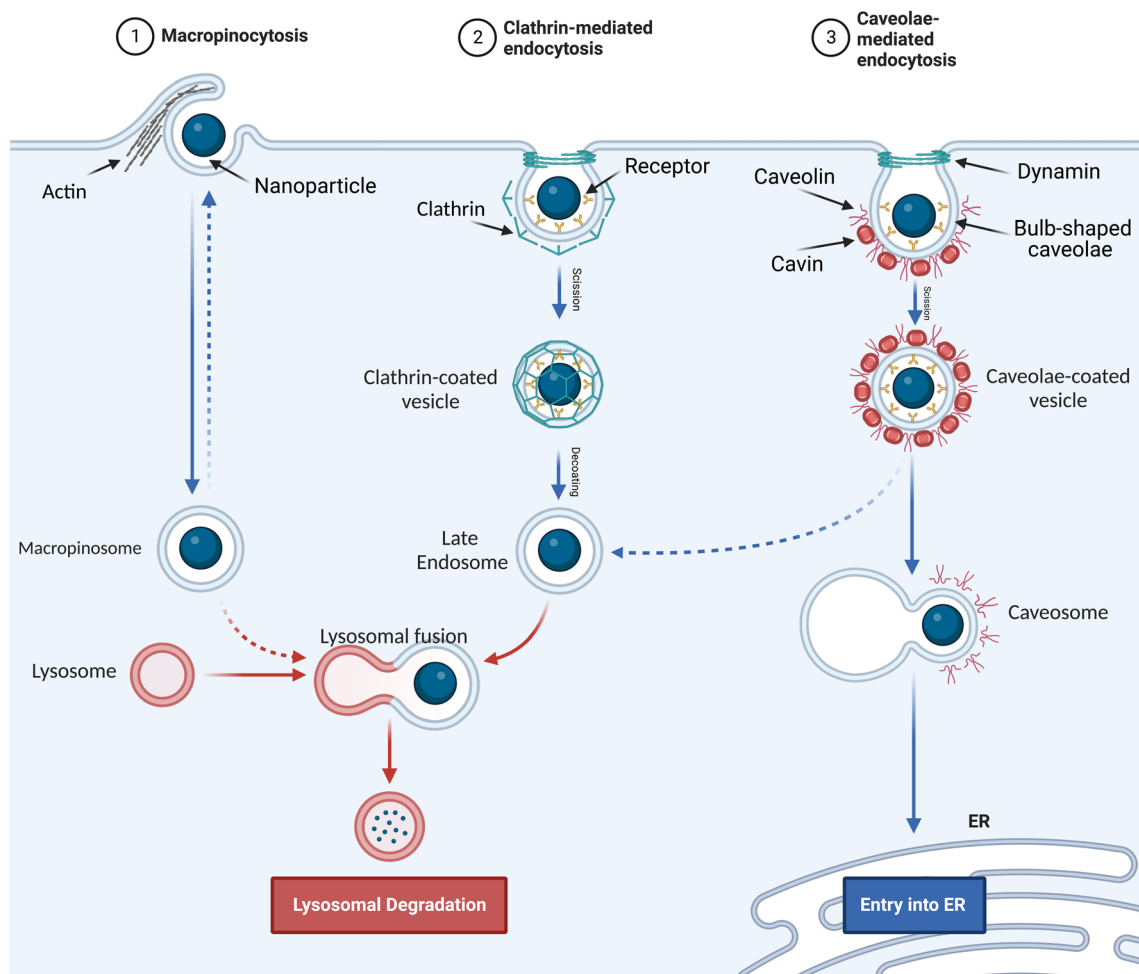 1 Macropinocytosis
2 Clathrin-mediated
endocytosis
3 Caveolae-
mediated
endocytosis
Actin
Nanoparticle
Clathrin
Receptor
Caveolin
Dynamin
Cavin
Bulb-shaped
caveolae
Scission
Scission
Clathrin-coated
vesicle
Caveolae-coated
vesicle
Decoating
Macropinosome
Late
Endosome
Caveosome
Lysosomal fusion
Lysosome
ER
Lysosomal Degradation
Entry into ER